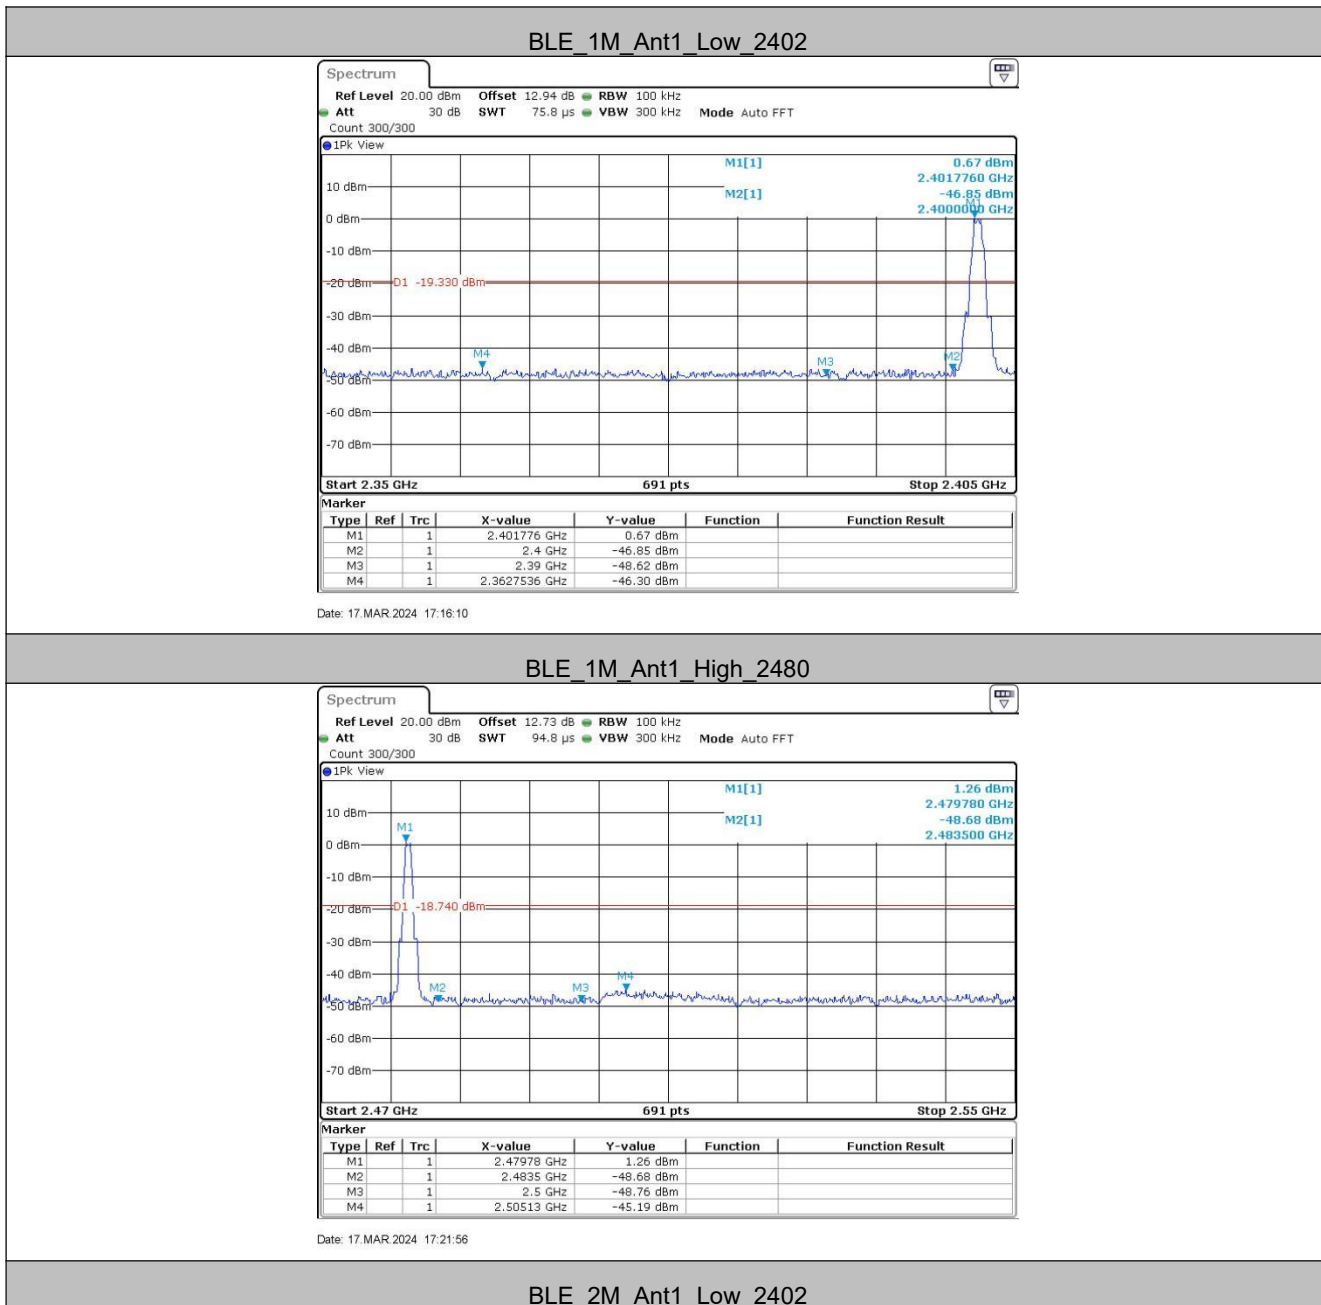 BLE_1M_Ant1_Low_2402
Spectrum
Ref Level 20.00 dBm Offset 12.94 dB RBW 100 kHz
Att 30 dB SWT 75.8 µs VBW 300 kHz Mode Auto FFT
Count 300/300
1Pk View
M1[1] 0.67 dBm
2.4017760 GHz
M2[1] -46.85 dBm
2.4000000 GHz
M1
10 dBm
0 dBm
-10 dBm
-20 dBm
D1 -19.330 dBm
-30 dBm
-40 dBm
M4
M3
M2
-50 dBm
-60 dBm
-70 dBm
Start 2.35 GHz 691 pts Stop 2.405 GHz
Marker
Type Ref Trc X-value Y-value Function Function Result
M1 1 2.401776 GHz 0.67 dBm
M2 1 2.4 GHz -46.85 dBm
M3 1 2.39 GHz -48.62 dBm
M4 1 2.3627536 GHz -46.30 dBm
Date: 17.MAR.2024 17:16:10
BLE_1M_Ant1_High_2480
Spectrum
Ref Level 20.00 dBm Offset 12.73 dB RBW 100 kHz
Att 30 dB SWT 94.8 µs VBW 300 kHz Mode Auto FFT
Count 300/300
1Pk View
M1[1] 1.26 dBm
2.479780 GHz
M2[1] -48.68 dBm
2.483500 GHz
10 dBm
M1
0 dBm
-10 dBm
-20 dBm
D1 -18.740 dBm
-30 dBm
-40 dBm
M2
M3
M4
-50 dBm
-60 dBm
-70 dBm
Start 2.47 GHz 691 pts Stop 2.55 GHz
Marker
Type Ref Trc X-value Y-value Function Function Result
M1 1 2.47978 GHz 1.26 dBm
M2 1 2.4835 GHz -48.68 dBm
M3 1 2.5 GHz -48.76 dBm
M4 1 2.50513 GHz -45.19 dBm
Date: 17.MAR.2024 17:21:56
BLE_2M_Ant1_Low_2402